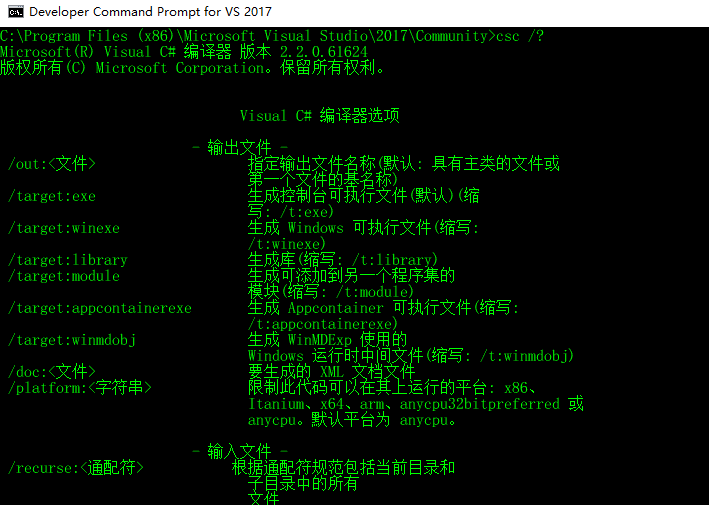 Developer Command Prompt for VS 2017
C:\Program Files (x86)\Microsoft Visual Studio\2017\Community>csc /?
Microsoft(R) Visual C# 编译器 版本 2.2.0.61624
版权所有(C) Microsoft Corporation。保留所有权利。
Visual C# 编译器选项
- 输出文件 -
/out:<文件> 指定输出文件名称(默认: 具有主类的文件或
第一个文件的基名称)
/target:exe 生成控制台可执行文件(默认)(缩
写: /t:exe)
/target:winexe 生成 Windows 可执行文件(缩写:
/t:winexe)
/target:library 生成库(缩写: /t:library)
/target:module 生成可添加到另一个程序集的
模块(缩写: /t:module)
/target:appcontainerexe 生成 Appcontainer 可执行文件(缩写:
/t:appcontainerexe)
/target:winmdobj 生成 WinMDExp 使用的
Windows 运行时中间文件(缩写: /t:winmdobj)
/doc:<文件> 要生成的 XML 文档文件
/platform:<字符串> 限制此代码可以在其上运行的平台: x86、
Itanium、x64、arm、anycpu32bitpreferred 或
anycpu。默认平台为 anycpu。
- 输入文件 -
/recurse:<通配符> 根据通配符规范包括当前目录和
子目录中的所有
文件